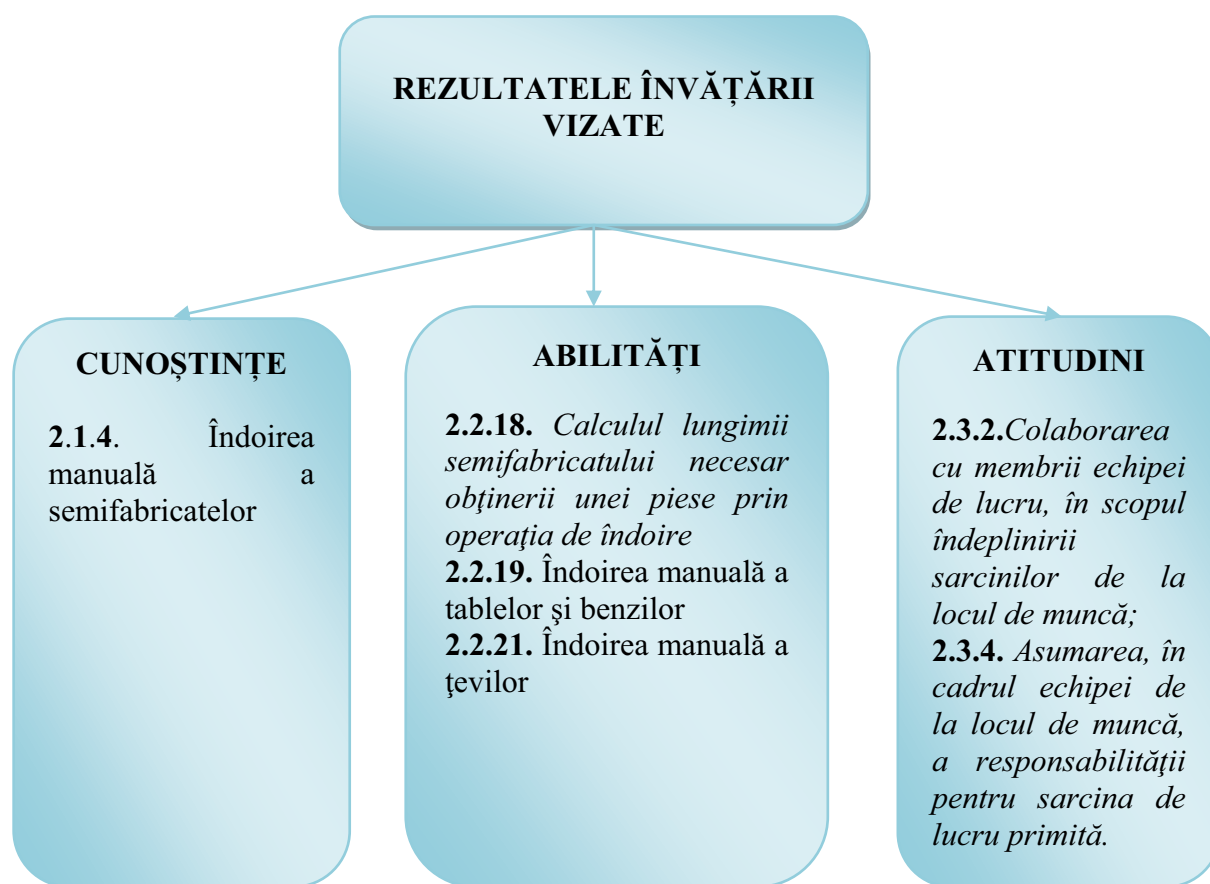 REZULTATELE ÎNVĂȚĂRII
VIZATE
CUNOȘTINȚE
2.1.4. Îndoirea
manuală a
semifabricatelor
ABILITĂȚI
2.2.18. Calculul lungimii
semifabricatului necesar
obţinerii unei piese prin
operaţia de îndoire
2.2.19. Îndoirea manuală a
tablelor şi benzilor
2.2.21. Îndoirea manuală a
ţevilor
ATITUDINI
2.3.2.Colaborarea
cu membrii echipei
de lucru, în scopul
îndeplinirii
sarcinilor de la
locul de muncă;
2.3.4. Asumarea, în
cadrul echipei de
la locul de muncă,
a responsabilităţii
pentru sarcina de
lucru primită.